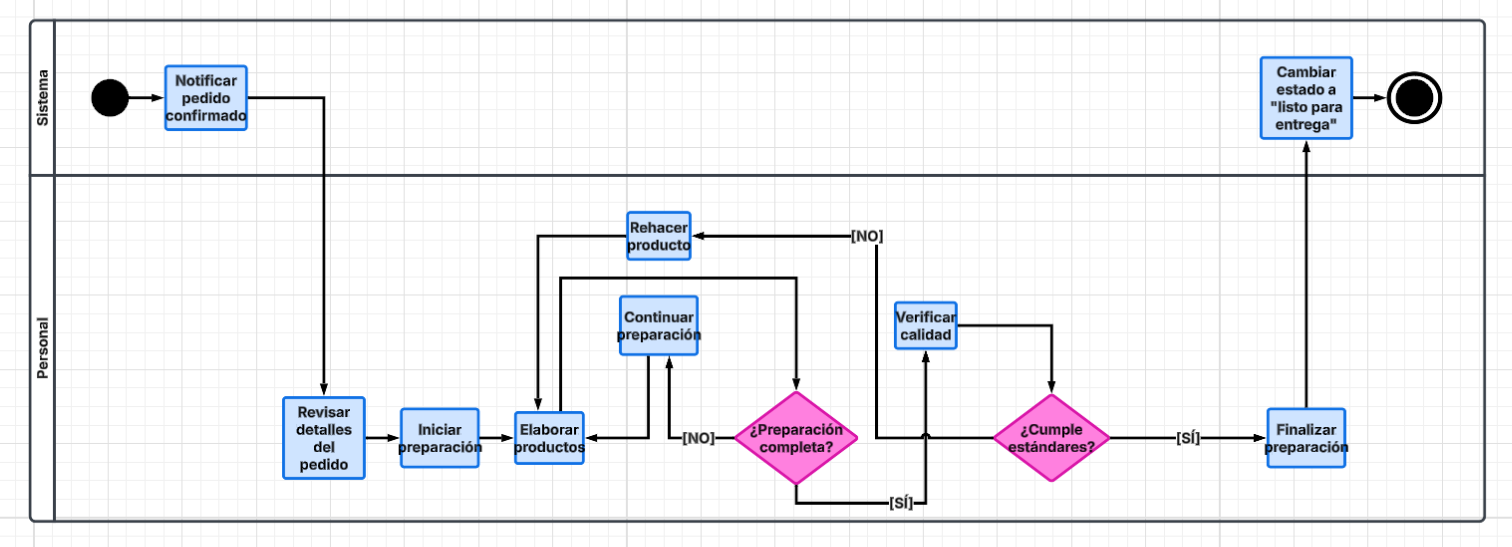 Sistema
Notificar
pedido
confirmado
Cambiar
estado a
"listo para
entrega"
Personal
Rehacer
producto
[NO]
Continuar
preparación
Verificar
calidad
Revisar
detalles
del
pedido
Iniciar
preparación
Elaborar
productos
[NO]
¿Preparación
completa?
[SÍ]
¿Cumple
estándares?
[SÍ]
Finalizar
preparación